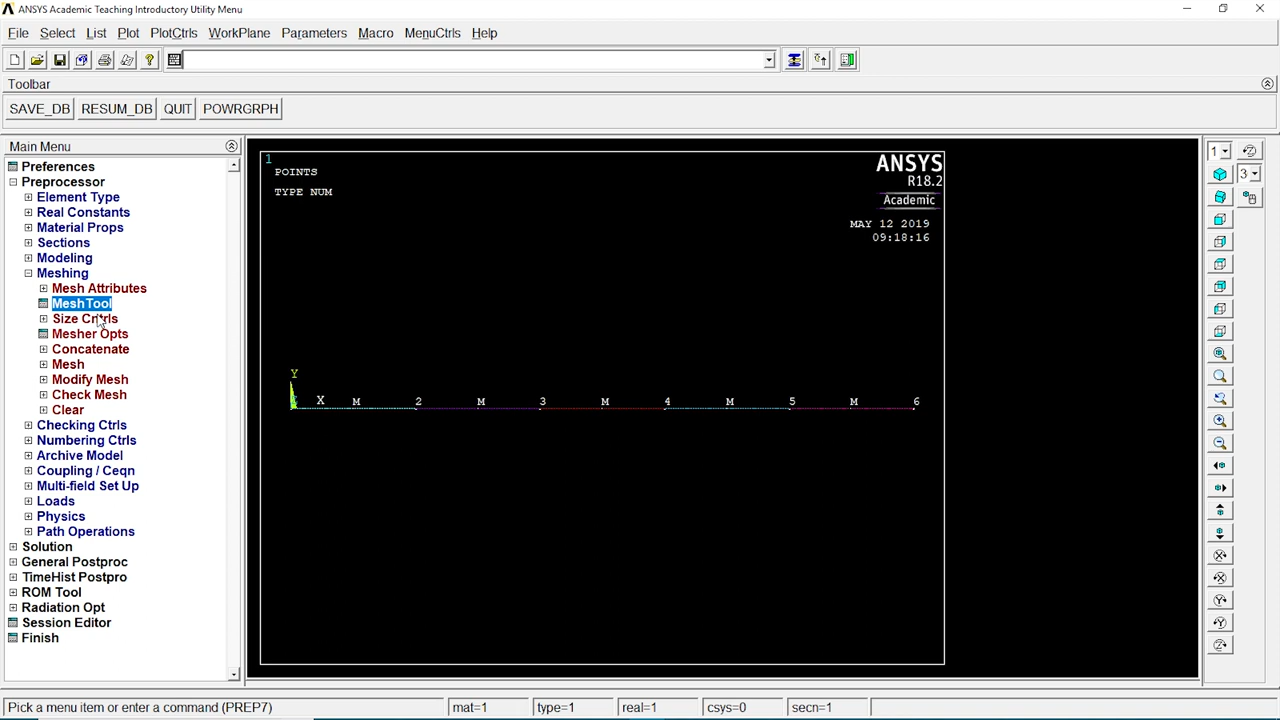 ANSYS Academic Teaching Introductory Utility Menu
File Select List Plot PlotCtrls WorkPlane Parameters Macro MenuCtrls Help
Toolbar
SAVE_DB RESUM_DB QUIT POWRGRPH
Main Menu
Preferences
Preprocessor
Element Type
Real Constants
Material Props
Sections
Modeling
Meshing
Mesh Attributes
MeshTool
Size Cntrls
Mesher Opts
Concatenate
Mesh
Modify Mesh
Check Mesh
Clear
Checking Ctrls
Numbering Ctrls
Archive Model
Coupling / Ceqn
Multi-field Set Up
Loads
Physics
Path Operations
Solution
General Postproc
TimeHist Postpro
ROM Tool
Radiation Opt
Session Editor
Finish
1
POINTS
TYPE NUM
ANSYS
R18.2
Academic
MAY 12 2019
09:18:16
Y
X M 2 M 3 M 4 M 5 M 6
1
3
Pick a menu item or enter a command (PREP7) mat=1 type=1 real=1 csys=0 secn=1